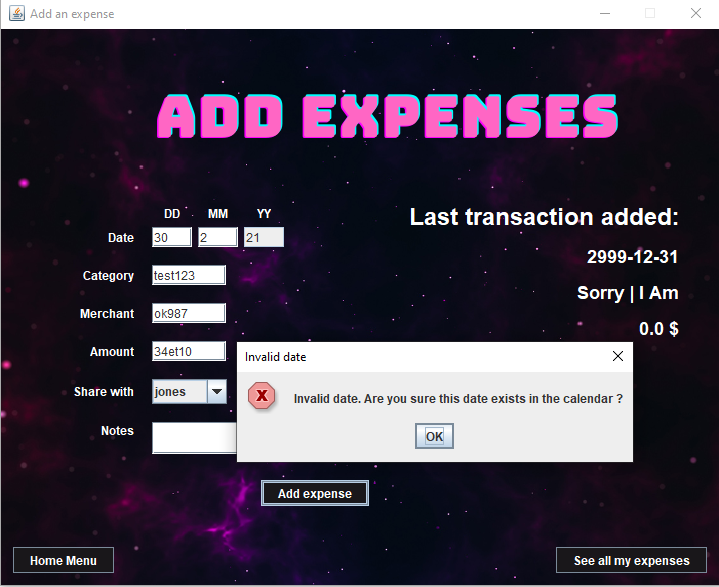 Add an expense
ADD EXPENSES
DD MM YY
Date 30 2 21
Category test123
Merchant ok987
Amount 34et10
Share with jones
Notes
Last transaction added:
2999-12-31
Sorry | I Am
0.0 $
Invalid date
Invalid date. Are you sure this date exists in the calendar ?
OK
Add expense
Home Menu
See all my expenses